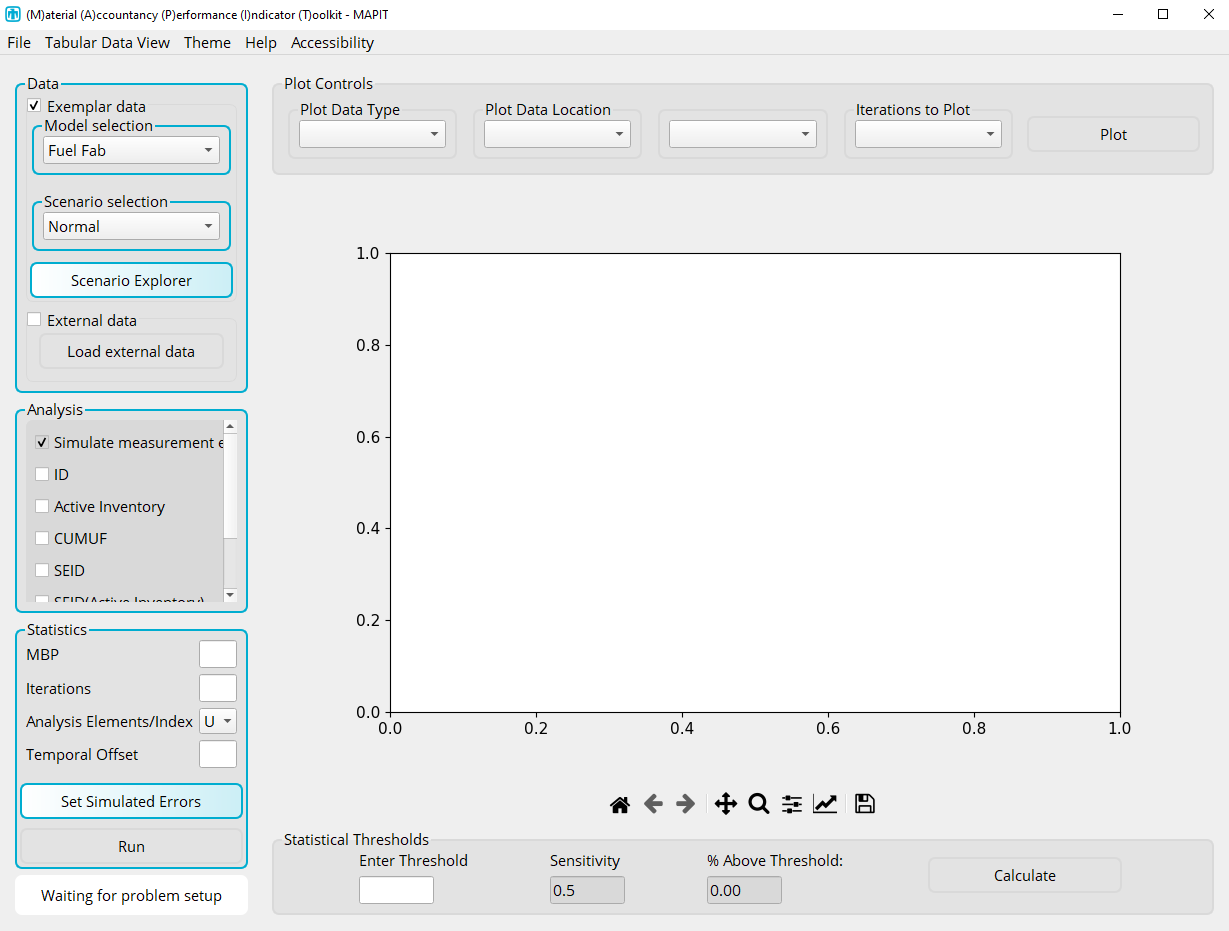 (M)aterial (A)ccountancy (P)erformance (I)ndicator (T)oolkit - MAPIT
File Tabular Data View Theme Help Accessibility
Data
Exemplar data
Model selection
Fuel Fab
Scenario selection
Normal
Scenario Explorer
External data
Load external data
Analysis
Simulate measurement e
ID
Active Inventory
CUMUF
SEID
SEID(Active Inventory)
Statistics
MBP
Iterations
Analysis Elements/Index U
Temporal Offset
Set Simulated Errors
Run
Waiting for problem setup
Plot Controls
Plot Data Type
Plot Data Location
Iterations to Plot
Plot
1.0
0.8
0.6
0.4
0.2
0.0
0.0 0.2 0.4 0.6 0.8 1.0
Statistical Thresholds
Enter Threshold
Sensitivity
0.5
% Above Threshold:
0.00
Calculate